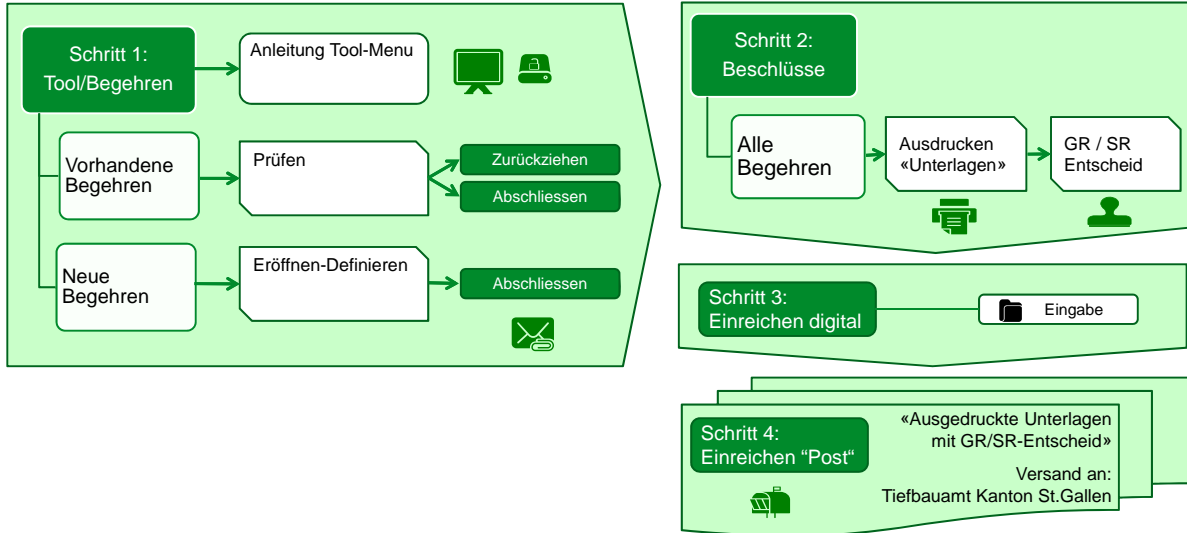 Schritt 1:
Tool/Begehren
Anleitung Tool-Menu
Vorhandene
Begehren
Prüfen
Zurückziehen
Abschliessen
Neue
Begehren
Eröffnen-Definieren
Abschliessen
Schritt 2:
Beschlüsse
Alle
Begehren
Ausdrucken
«Unterlagen»
GR / SR
Entscheid
Schritt 3:
Einreichen digital
Eingabe
Schritt 4:
Einreichen “Post“
«Ausgedruckte Unterlagen
mit GR/SR-Entscheid»
Versand an:
Tiefbauamt Kanton St.Gallen